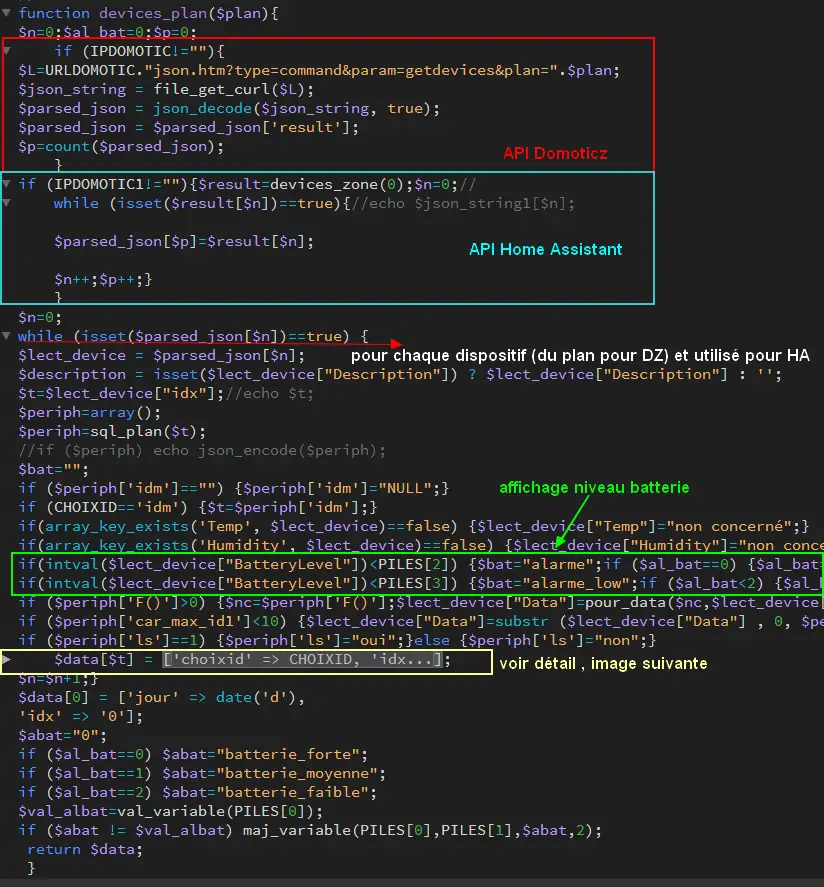 function devices_plan($plan){
$n=0;$al_bat=0;$p=0;
if (IPDOMOTIC!=""){
$L=URLDOMOTIC."json.htm?type=command&param=getdevices&plan=".$plan;
$json_string = file_get_curl($L);
$parsed_json = json_decode($json_string, true);
$parsed_json = $parsed_json['result'];
$p=count($parsed_json);
API Domoticz
}
if (IPDOMOTIC1!=""){$result=devices_zone(0);$n=0;//
while (isset($result[$n])==true){//echo $json_string1[$n];
$parsed_json[$p]=$result[$n];
API Home Assistant
$n++;$p++;}
}
$n=0;
while (isset($parsed_json[$n])==true) {
$lect_device = $parsed_json[$n];
pour chaque dispositif (du plan pour DZ) et utilisé pour HA
$description = isset($lect_device["Description"]) ? $lect_device["Description"] : '';
$t=$lect_device["idx"];//echo $t;
$periph=array();
$periph=sql_plan($t);
//if ($periph) echo json_encode($periph);
$bat="";
if ($periph['idm']=="") {$periph['idm']="NULL";}
affichage niveau batterie
if (CHOIXID=='idm') {$t=$periph['idm'];}
if(array_key_exists('Temp', $lect_device)==false) {$lect_device["Temp"]="non concerné";}
if(array_key_exists('Humidity', $lect_device)==false) {$lect_device["Humidity"]="non conce
if(intval($lect_device["BatteryLevel"])<PILES[2]) {$bat="alarme";if ($al_bat==0) {$al_bat=
if(intval($lect_device["BatteryLevel"])<PILES[3]) {$bat="alarme_low";if ($al_bat<2) {$al_
if ($periph['F()']>0) {$nc=$periph['F()'];$lect_device["Data"]=pour_data($nc,$lect_device
if ($periph['car_max_id1']<10) {$lect_device["Data"]=substr ($lect_device["Data"] , 0, $pe
if ($periph['ls']==1) {$periph['ls']="oui";}else {$periph['ls']="non";}
$data[$t] = ['choixid' => CHOIXID, 'idx...];
voir détail , image suivante
$n=$n+1;}
$data[0] = ['jour' => date('d'),
'idx' => '0'];
$abat="0";
if ($al_bat==0) $abat="batterie_forte";
if ($al_bat==1) $abat="batterie_moyenne";
if ($al_bat==2) $abat="batterie_faible";
$val_albat=val_variable(PILES[0]);
if ($abat != $val_albat) maj_variable(PILES[0],PILES[1],$abat,2);
return $data;
}